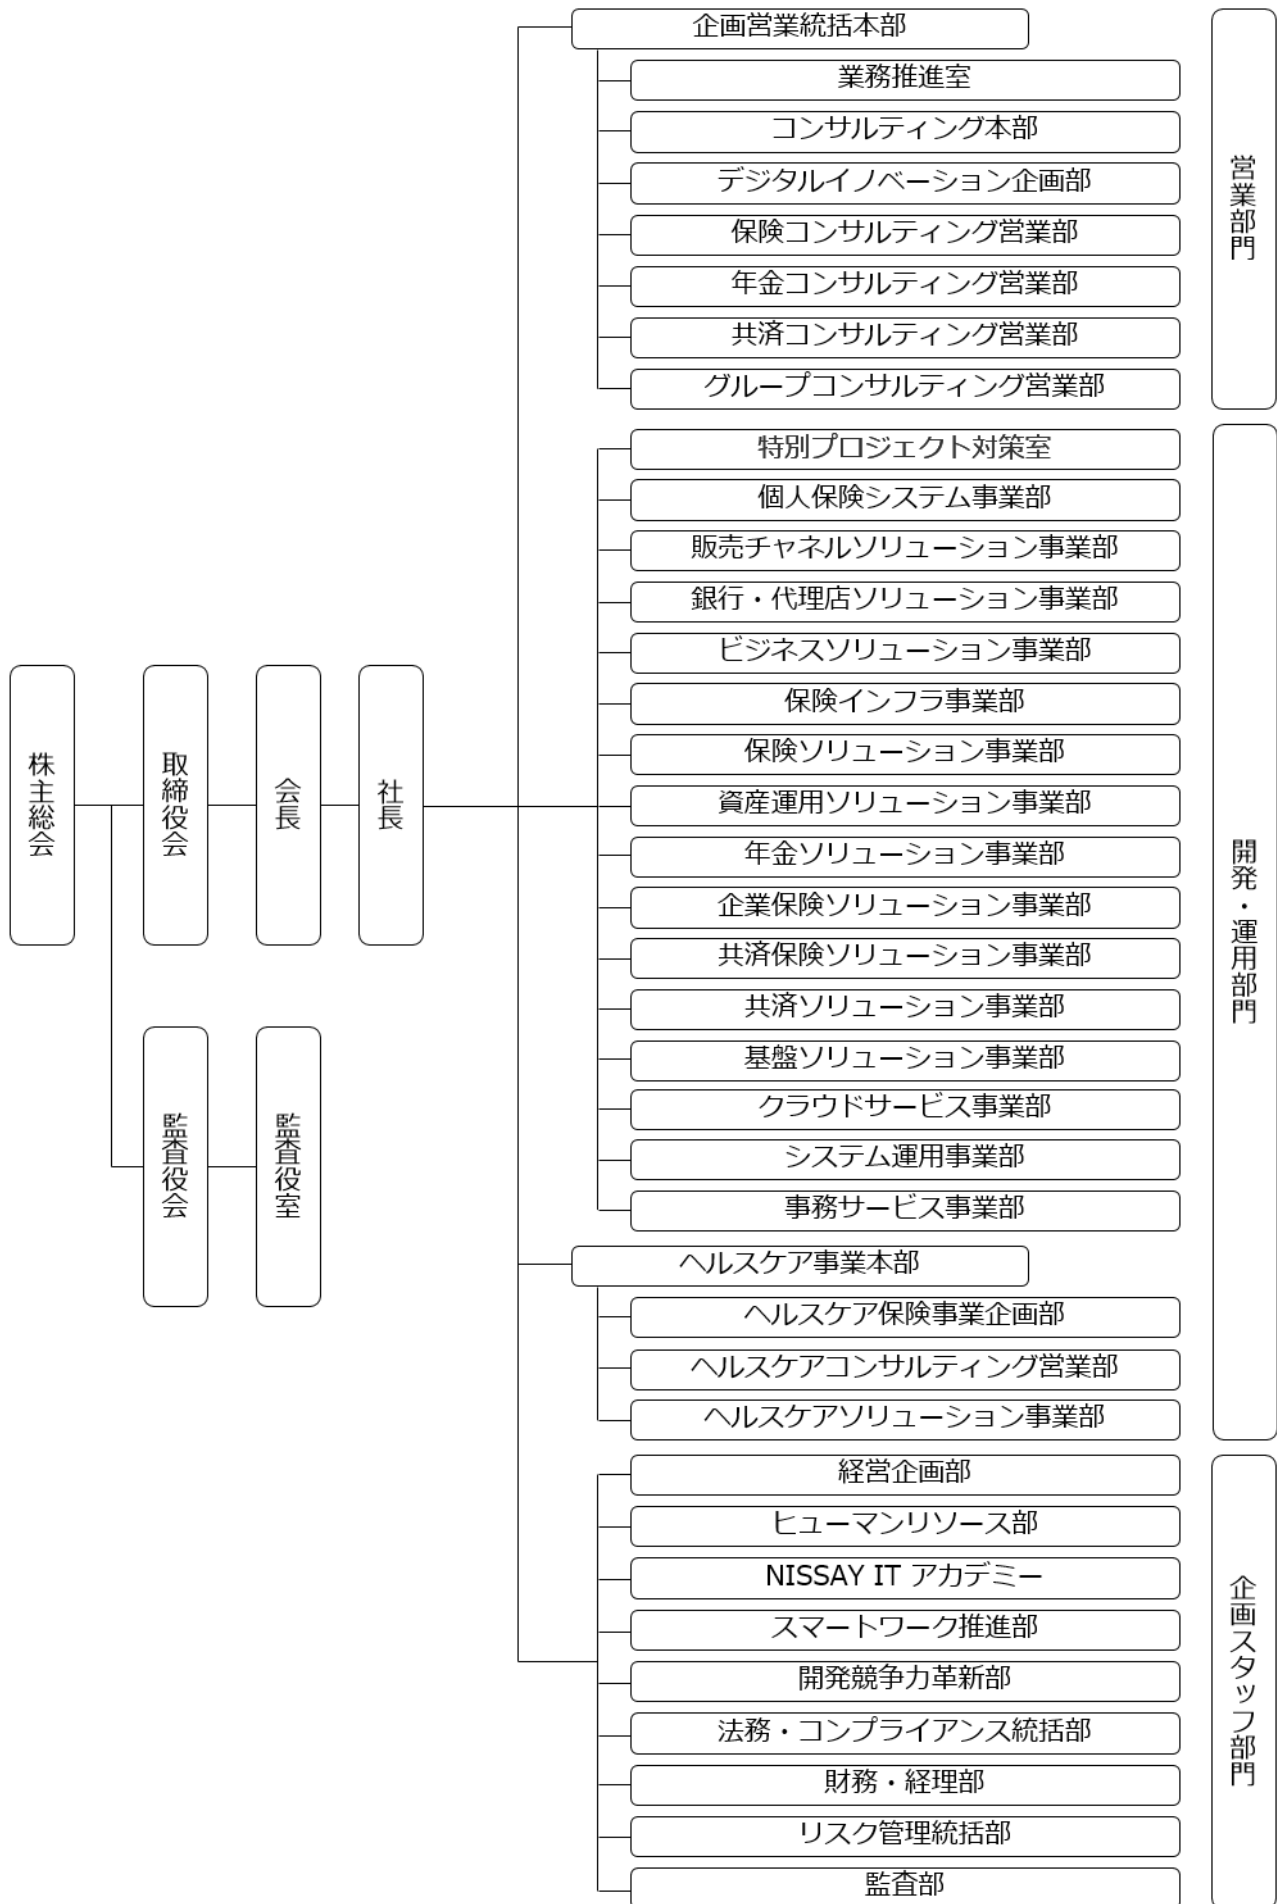 株主総会
取締役会
会長
社長
監査役会
監査役室
企画営業統括本部
業務推進室
コンサルティング本部
デジタルイノベーション企画部
保険コンサルティング営業部
年金コンサルティング営業部
共済コンサルティング営業部
グループコンサルティング営業部
営業部門
特別プロジェクト対策室
個人保険システム事業部
販売チャネルソリューション事業部
銀行・代理店ソリューション事業部
ビジネスソリューション事業部
保険インフラ事業部
保険ソリューション事業部
資産運用ソリューション事業部
年金ソリューション事業部
企業保険ソリューション事業部
共済保険ソリューション事業部
共済ソリューション事業部
基盤ソリューション事業部
クラウドサービス事業部
システム運用事業部
事務サービス事業部
ヘルスケア事業本部
ヘルスケア保険事業企画部
ヘルスケアコンサルティング営業部
ヘルスケアソリューション事業部
開発・運用部門
経営企画部
ヒューマンリソース部
NISSAY IT アカデミー
スマートワーク推進部
開発競争力革新部
法務・コンプライアンス統括部
財務・経理部
リスク管理統括部
監査部
企画スタッフ部門